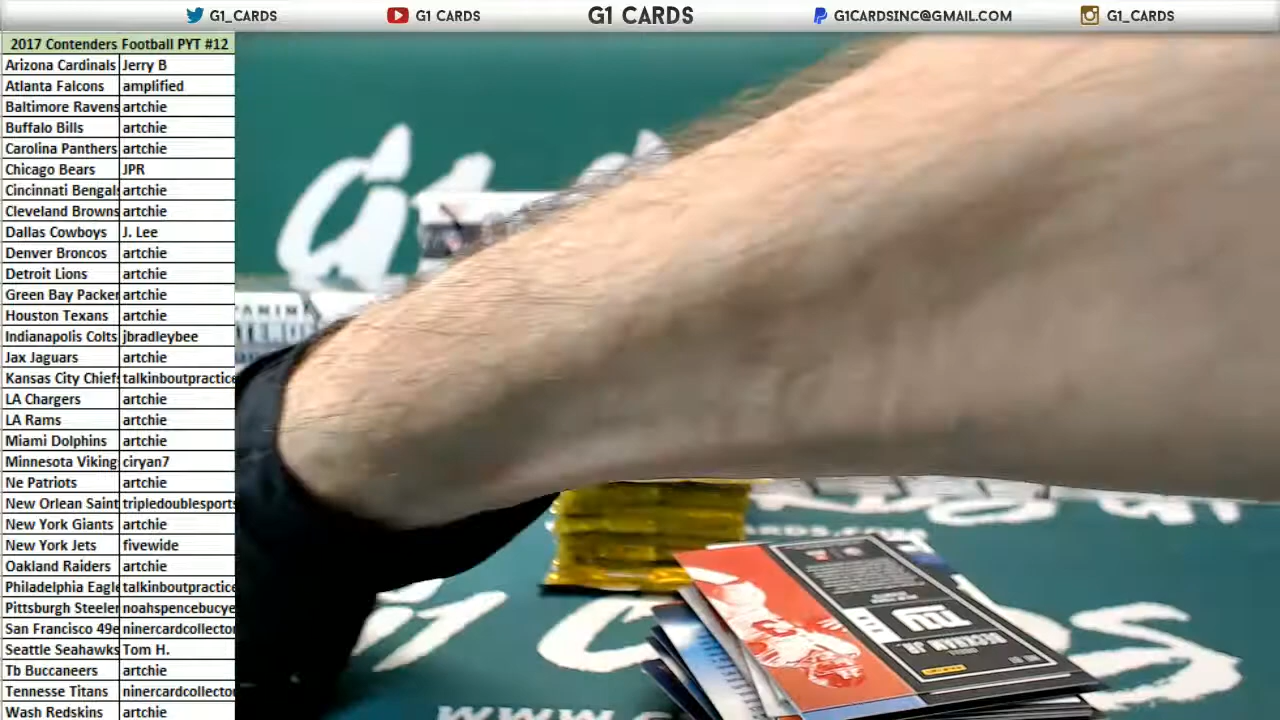 G1_CARDS
G1 CARDS
G1 CARDS
G1CARDSINC@GMAIL.COM
G1_CARDS
2017 Contenders Football PYT #12
Arizona Cardinals Jerry B
Atlanta Falcons amplified
Baltimore Ravens artchie
Buffalo Bills artchie
Carolina Panthers artchie
Chicago Bears JPR
Cincinnati Bengals artchie
Cleveland Browns artchie
Dallas Cowboys J. Lee
Denver Broncos artchie
Detroit Lions artchie
Green Bay Packer artchie
Houston Texans artchie
Indianapolis Colts jbradleybee
Jax Jaguars artchie
Kansas City Chiefs talkinboutpractice
LA Chargers artchie
LA Rams artchie
Miami Dolphins artchie
Minnesota Viking ciryan7
Ne Patriots artchie
New Orlean Saint tripledoublesports
New York Giants artchie
New York Jets fivewide
Oakland Raiders artchie
Philadelphia Eagle talkinboutpractice
Pittsburgh Steeler noahspencebucye
San Francisco 49e ninercardcollector
Seattle Seahawks Tom H.
Tb Buccaneers artchie
Tennesse Titans ninercardcollector
Wash Redskins artchie
PANINI
BECKHAM JR.